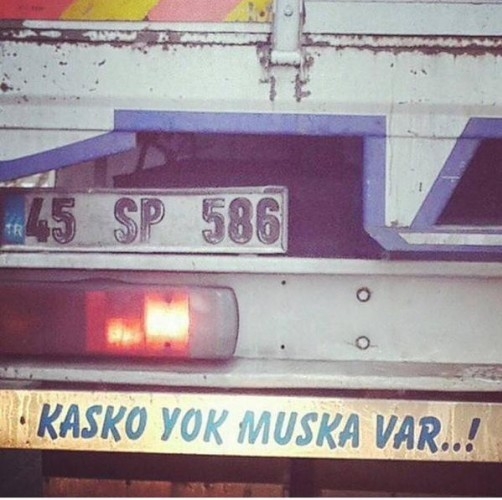 TR
45 SP 586
KASKO YOK MUSKA VAR..!